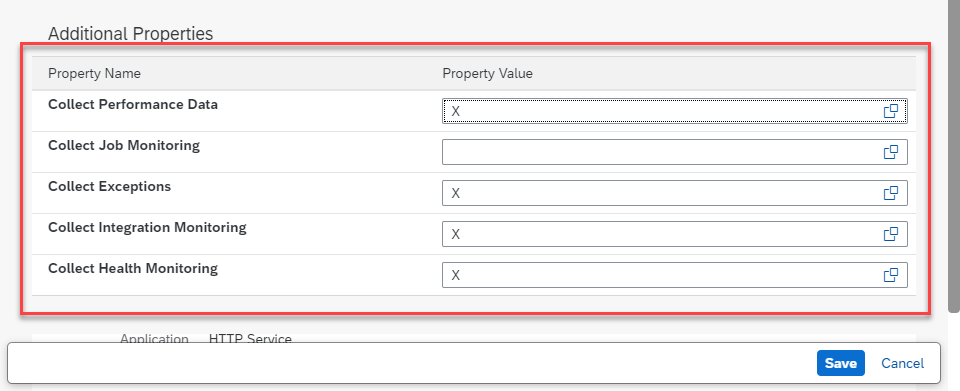 Additional Properties
Property Name Property Value
Collect Performance Data X
Collect Job Monitoring
Collect Exceptions X
Collect Integration Monitoring X
Collect Health Monitoring X
Application HTTP Service
Save Cancel